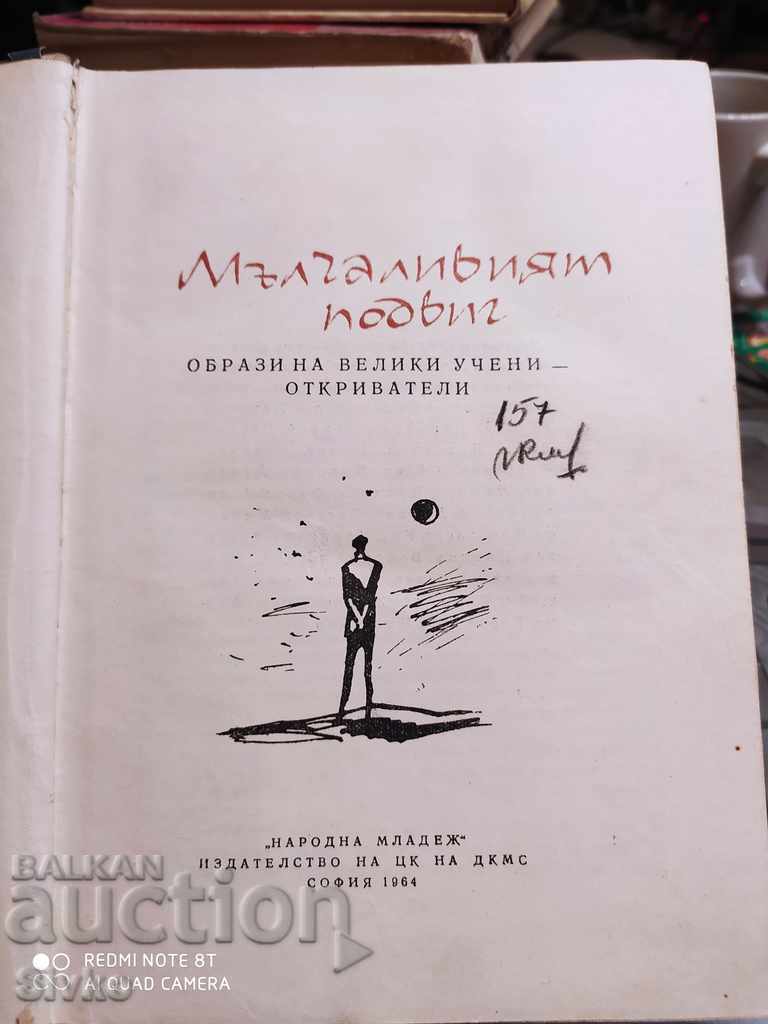 Мълчаливият
подвиг
ОБРАЗИ НА ВЕЛИКИ УЧЕНИ —
ОТКРИВАТЕЛИ
157
„НАРОДНА МЛАДЕЖ“
ИЗДАТЕЛСТВО НА ЦК НА ДКМС
СОФИЯ 1964
BALKAN
auction
REDMI NOTE 8T
AI QUAD CAMERA
Sivko